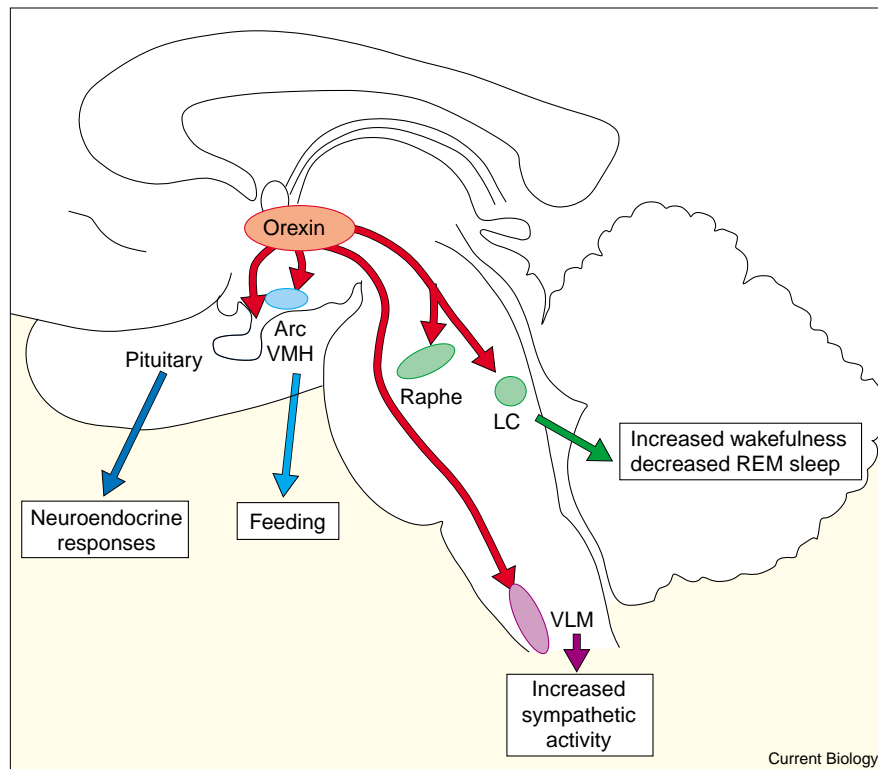 Orexin
Arc
VMH
Pituitary
Raphe
LC
Increased wakefulness
decreased REM sleep
Neuroendocrine
responses
Feeding
VLM
Increased
sympathetic
activity
Current Biology